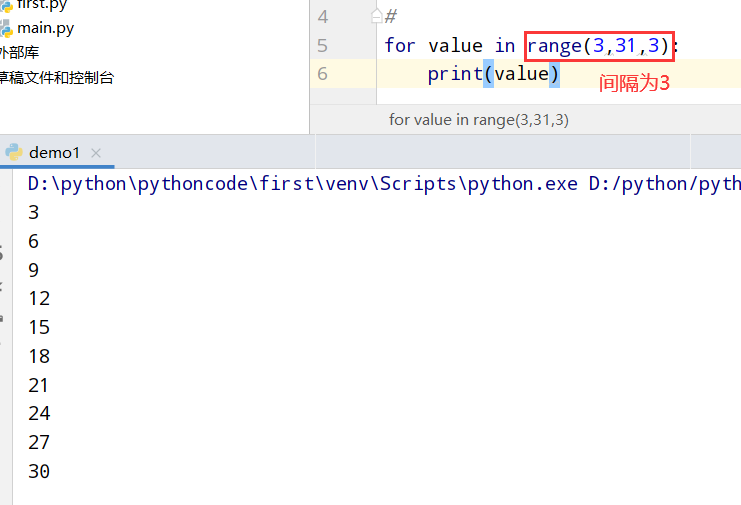 first.py
main.py
外部库
草稿文件和控制台
4 #
5 for value in range(3,31,3):
6 print(value)
间隔为3
for value in range(3,31,3)
demo1
D:\python\pythoncode\first\venv\Scripts\python.exe D:/python/pyth
3
6
9
12
15
18
21
24
27
30